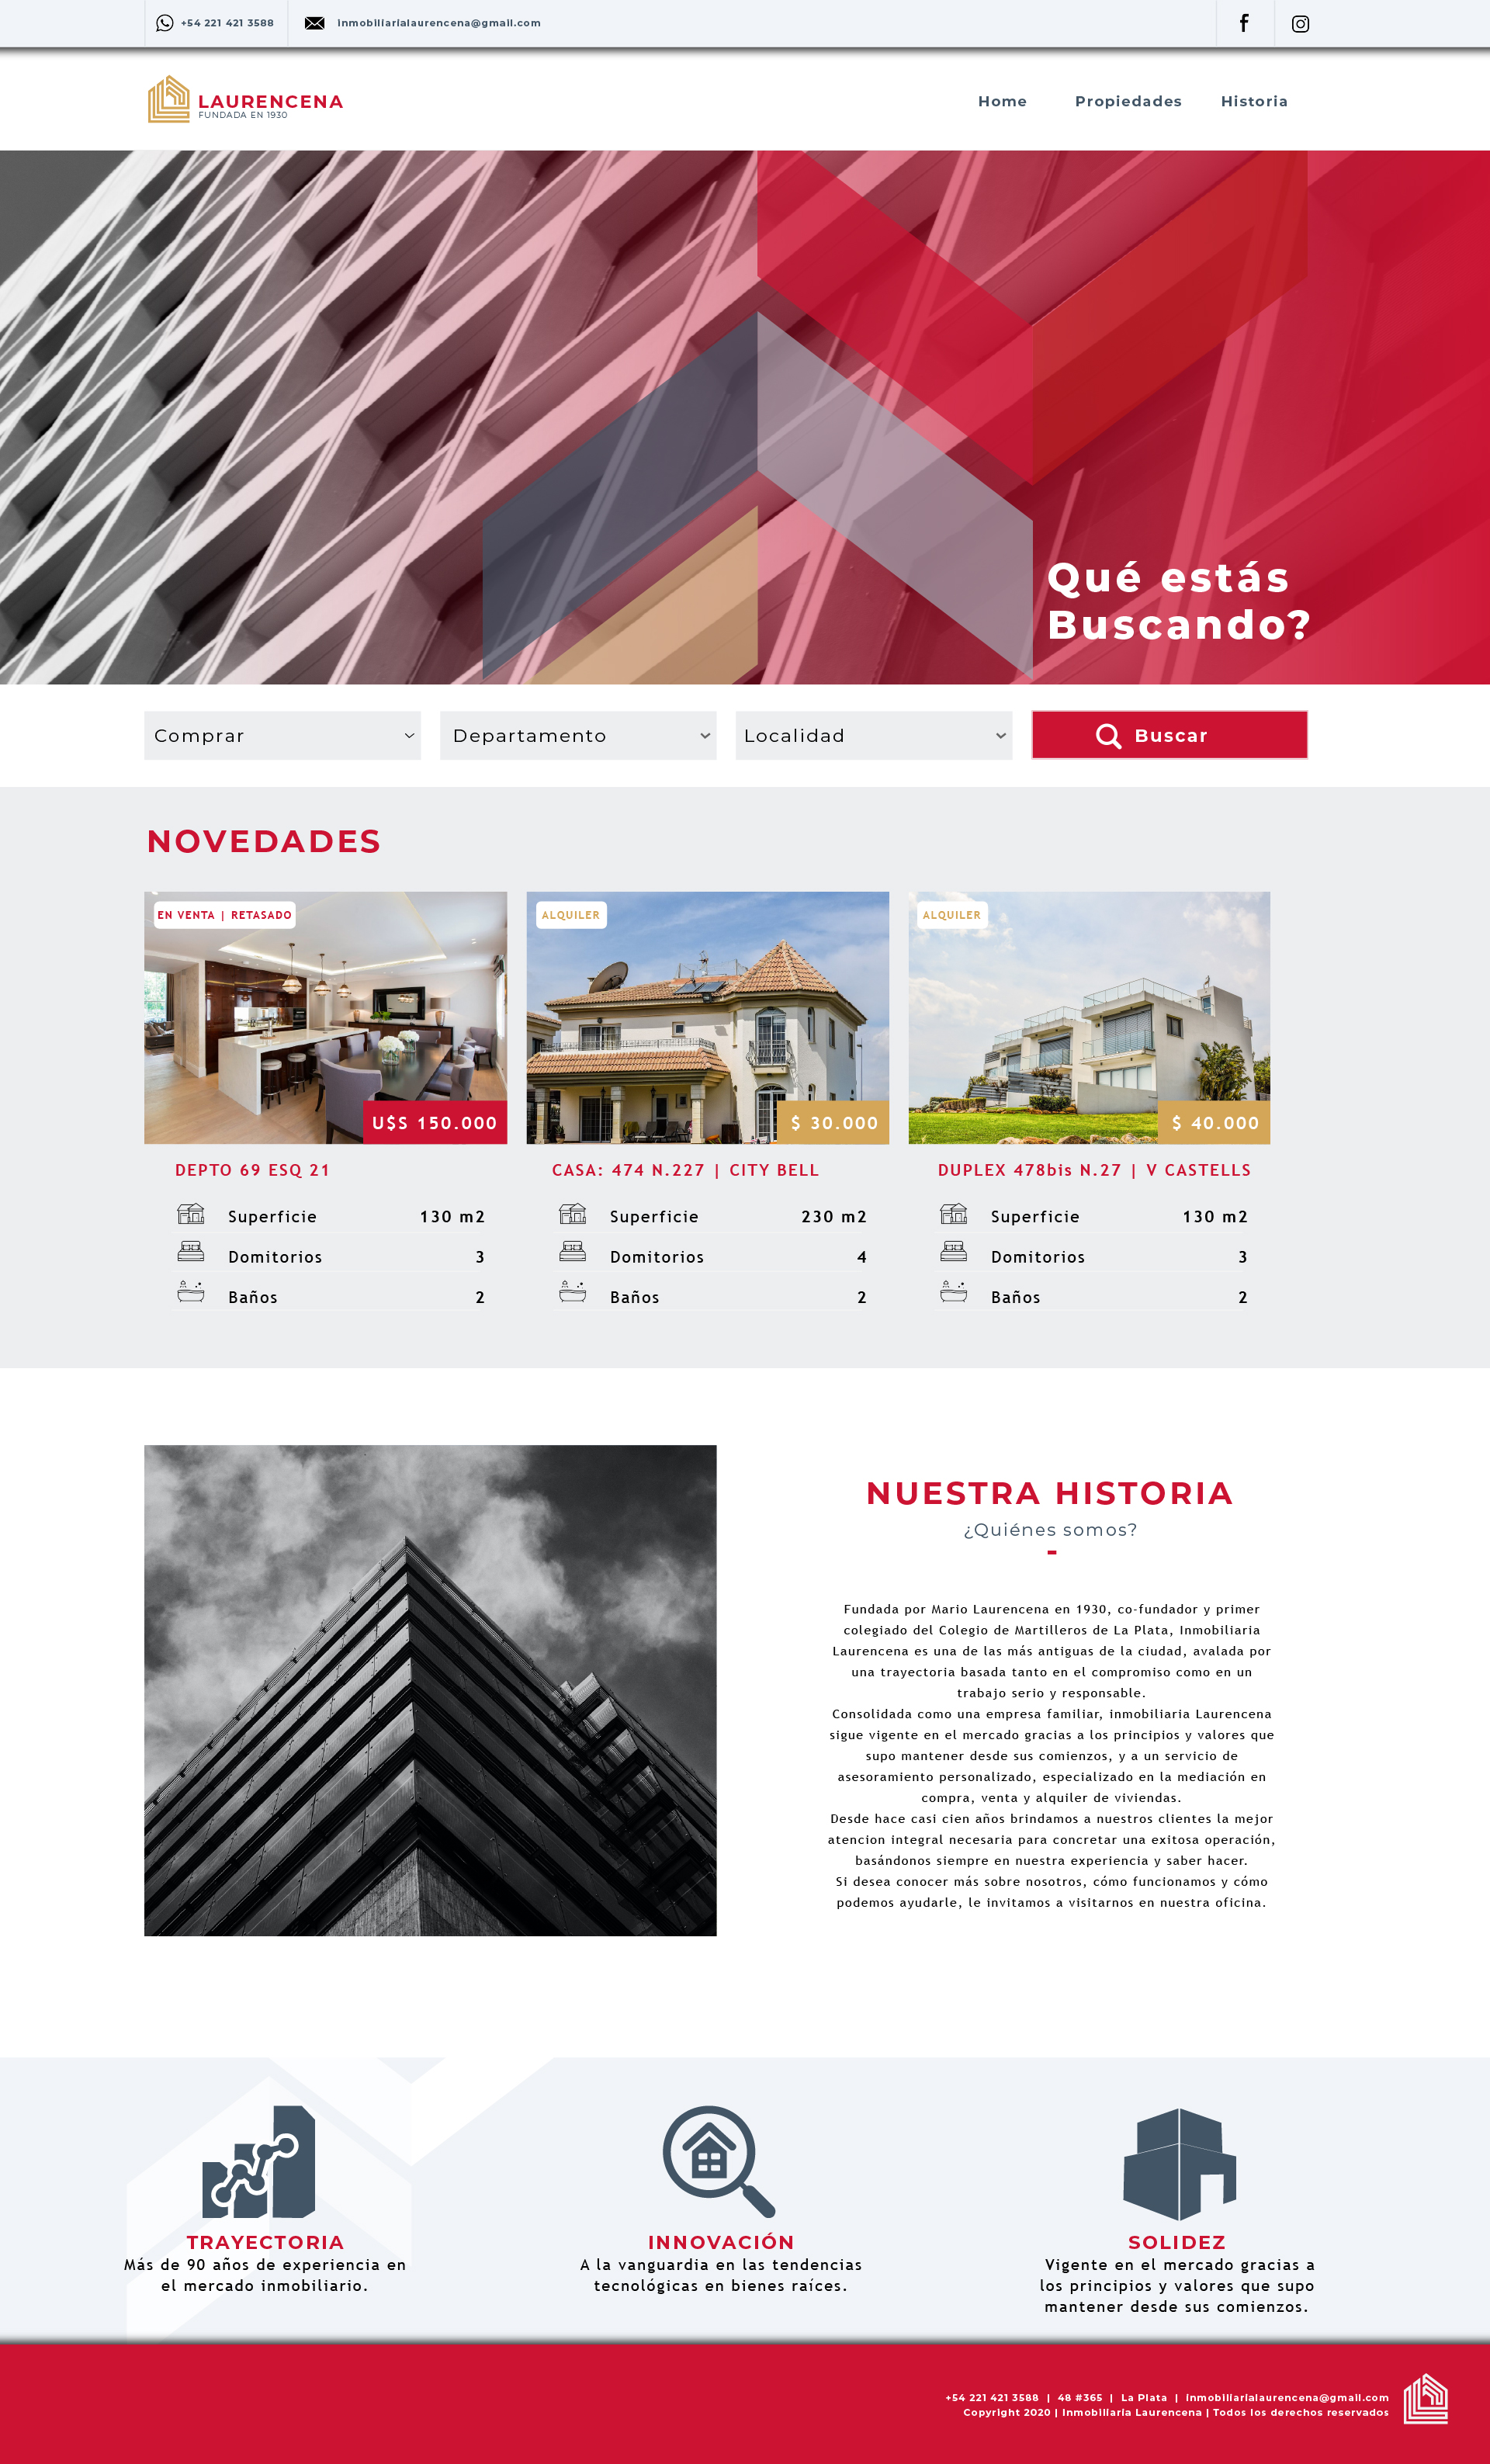 +54 221 421 3588
inmobiliarialaurencena@gmail.com
LAURENCENA
FUNDADA EN 1930
Home
Propiedades
Historia
Qué estás
Buscando?
Comprar
Departamento
Localidad
Buscar
NOVEDADES
EN VENTA | RETASADO
U$S 150.000
DEPTO 69 ESQ 21
Superficie 130 m2
Domitorios 3
Baños 2
ALQUILER
$ 30.000
CASA: 474 N.227 | CITY BELL
Superficie 230 m2
Domitorios 4
Baños 2
ALQUILER
$ 40.000
DUPLEX 478bis N.27 | V CASTELLS
Superficie 130 m2
Domitorios 3
Baños 2
NUESTRA HISTORIA
¿Quiénes somos?
-
Fundada por Mario Laurencena en 1930, co-fundador y primer
colegiado del Colegio de Martilleros de La Plata, Inmobiliaria
Laurencena es una de las más antiguas de la ciudad, avalada por
una trayectoria basada tanto en el compromiso como en un
trabajo serio y responsable.
Consolidada como una empresa familiar, inmobiliaria Laurencena
sigue vigente en el mercado gracias a los principios y valores que
supo mantener desde sus comienzos, y a un servicio de
asesoramiento personalizado, especializado en la mediación en
compra, venta y alquiler de viviendas.
Desde hace casi cien años brindamos a nuestros clientes la mejor
atencion integral necesaria para concretar una exitosa operación,
basándonos siempre en nuestra experiencia y saber hacer.
Si desea conocer más sobre nosotros, cómo funcionamos y cómo
podemos ayudarle, le invitamos a visitarnos en nuestra oficina.
TRAYECTORIA
Más de 90 años de experiencia en
el mercado inmobiliario.
INNOVACIÓN
A la vanguardia en las tendencias
tecnológicas en bienes raíces.
SOLIDEZ
Vigente en el mercado gracias a
los principios y valores que supo
mantener desde sus comienzos.
+54 221 421 3588 | 48 #365 | La Plata | inmobiliarialaurencena@gmail.com
Copyright 2020 | Inmobiliaria Laurencena | Todos los derechos reservados